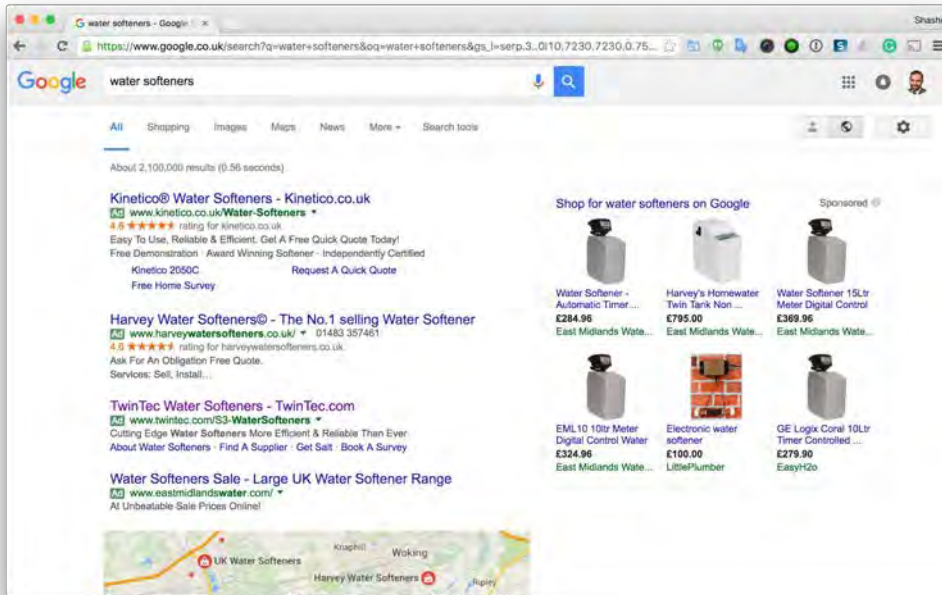 water softeners - Google
Shashi
https://www.google.co.uk/search?q=water+softeners&oq=water+softeners&gs_l=serp.3..0l10.7230.7230.0.75...
Google
water softeners
All Shopping Images Maps News More Search tools
About 2,100,000 results (0.56 seconds)
Kinetico® Water Softeners - Kinetico.co.uk
Ad www.kinetico.co.uk/Water-Softeners
4.6 ★★★★★ rating for kinetico.co.uk
Easy To Use, Reliable & Efficient. Get A Free Quick Quote Today!
Free Demonstration · Award Winning Softener · Independently Certified
Kinetico 2050C Request A Quick Quote
Free Home Survey
Harvey Water Softeners© - The No.1 selling Water Softener
Ad www.harveywatersofteners.co.uk/ 01483 357461
4.6 ★★★★★ rating for harveywatersofteners.co.uk
Ask For An Obligation Free Quote.
Services: Sell, Install...
TwinTec Water Softeners - TwinTec.com
Ad www.twintec.com/S3-WaterSofteners
Cutting Edge Water Softeners More Efficient & Reliable Than Ever
About Water Softeners · Find A Supplier · Get Salt · Book A Survey
Water Softeners Sale - Large UK Water Softener Range
Ad www.eastmidlandswater.com/
At Unbeatable Sale Prices Online!
UK Water Softeners
Knaphill
Woking
Harvey Water Softeners
Ripley
Shop for water softeners on Google
Sponsored
Water Softener -
Automatic Timer ...
£284.96
East Midlands Wate...
Harvey's Homewater
Twin Tank Non ...
£795.00
East Midlands Wate...
Water Softener 15Ltr
Meter Digital Control
£369.96
East Midlands Wate...
EML10 10ltr Meter
Digital Control Water
£324.96
East Midlands Wate...
Electronic water
softener
£100.00
LittlePlumber
GE Logix Coral 10Ltr
Timer Controlled ...
£279.90
EasyH2o